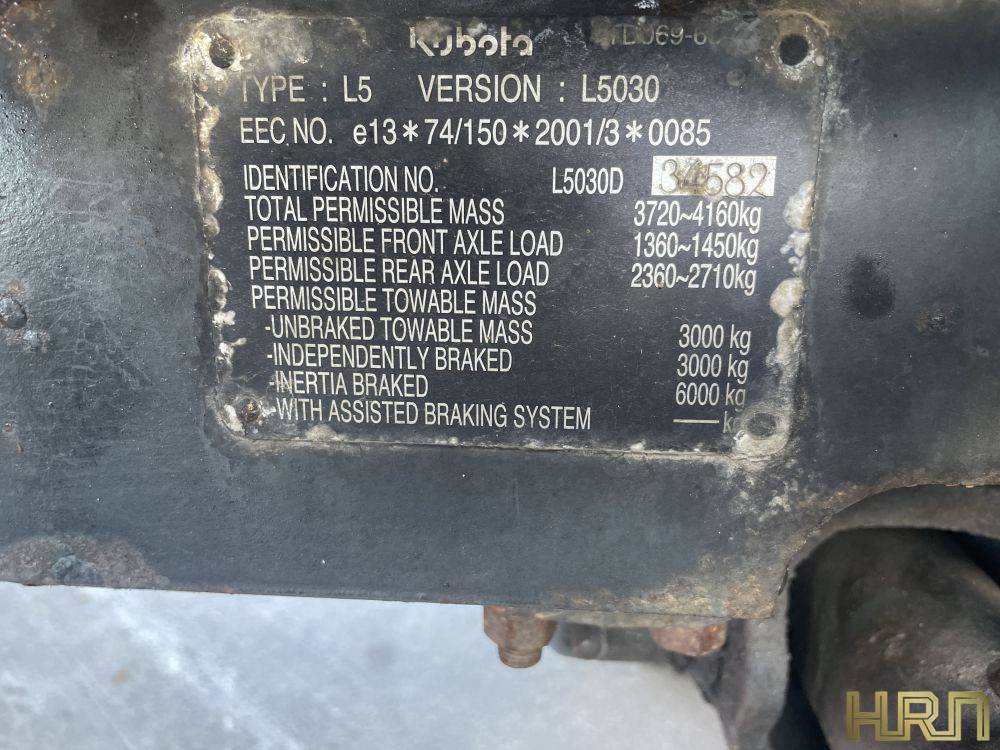 Kubota
TYPE : L5 VERSION : L5030
EEC NO. e13*74/150*2001/3*0085
IDENTIFICATION NO. L5030D 34582
TOTAL PERMISSIBLE MASS 3720~4160kg
PERMISSIBLE FRONT AXLE LOAD 1360~1450kg
PERMISSIBLE REAR AXLE LOAD 2360~2710kg
PERMISSIBLE TOWABLE MASS
-UNBRAKED TOWABLE MASS 3000 kg
-INDEPENDENTLY BRAKED 3000 kg
-INERTIA BRAKED 6000 kg
-WITH ASSISTED BRAKING SYSTEM — kg
HRN